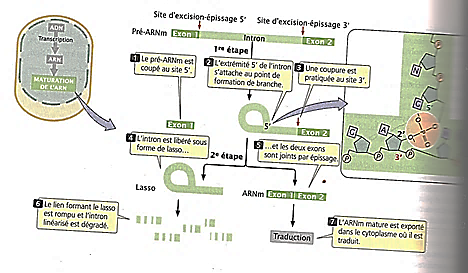 Site d'excision-épissage 5'
Site d'excision-épissage 3'
Pré-ARNm
Exon 1
Intron
Exon 2
1re étape
ADN
Transcription
ARN
MATURATION
DE L'ARN
1 Le pré-ARNm est
coupé au site 5'.
2 L'extrémité 5' de l'intron
s'attache au point de
formation de branche.
3 Une coupure est
pratiquée au site 3'.
Exon 1
5'
Exon 2
4 L'intron est libéré sous
forme de lasso...
2e étape
5 ...et les deux exons
sont joints par épissage.
Lasso
ARNm
Exon 1
Exon 2
6 Le lien formant le lasso
est rompu et l'intron
linéarisé est dégradé.
Traduction
7 L'ARNm mature est exporté
dans le cytoplasme où il est
traduit.
N
P
C
G
P
C
A
2'
3'
P
P
P